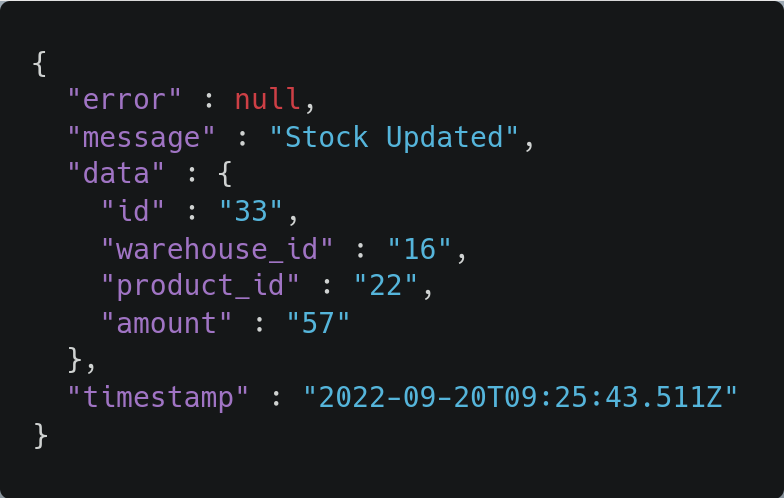 {
  "error" : null,
  "message" : "Stock Updated",
  "data" : {
    "id" : "33",
    "warehouse_id" : "16",
    "product_id" : "22",
    "amount" : "57"
  },
  "timestamp" : "2022-09-20T09:25:43.511Z"
}